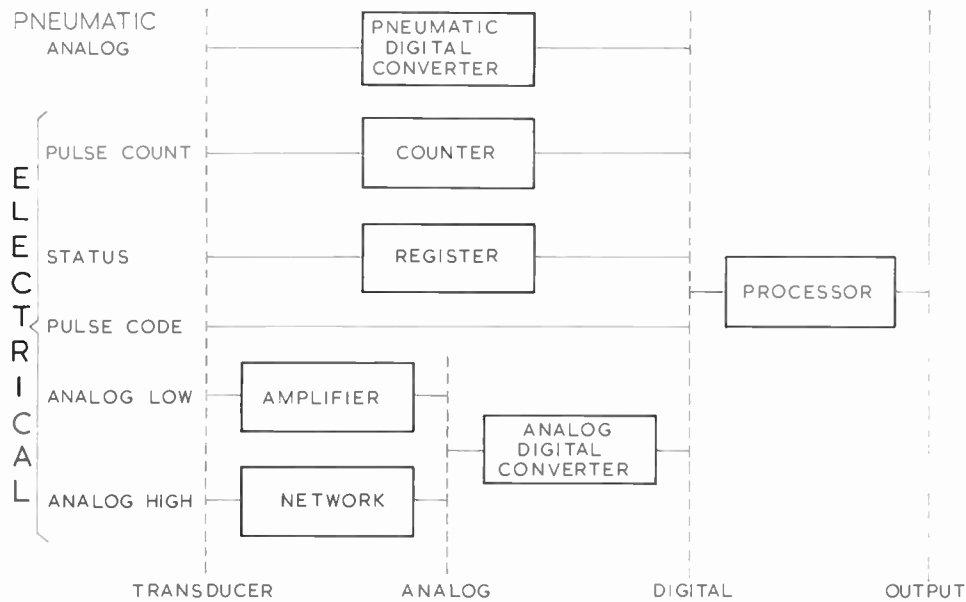 PNEUMATIC
ANALOG
PNEUMATIC
DIGITAL
CONVERTER
ELECTRICAL
PULSE COUNT
COUNTER
STATUS
REGISTER
PROCESSOR
PULSE CODE
ANALOG LOW
AMPLIFIER
ANALOG
DIGITAL
CONVERTER
ANALOG HIGH
NETWORK
TRANSDUCER
ANALOG
DIGITAL
OUTPUT